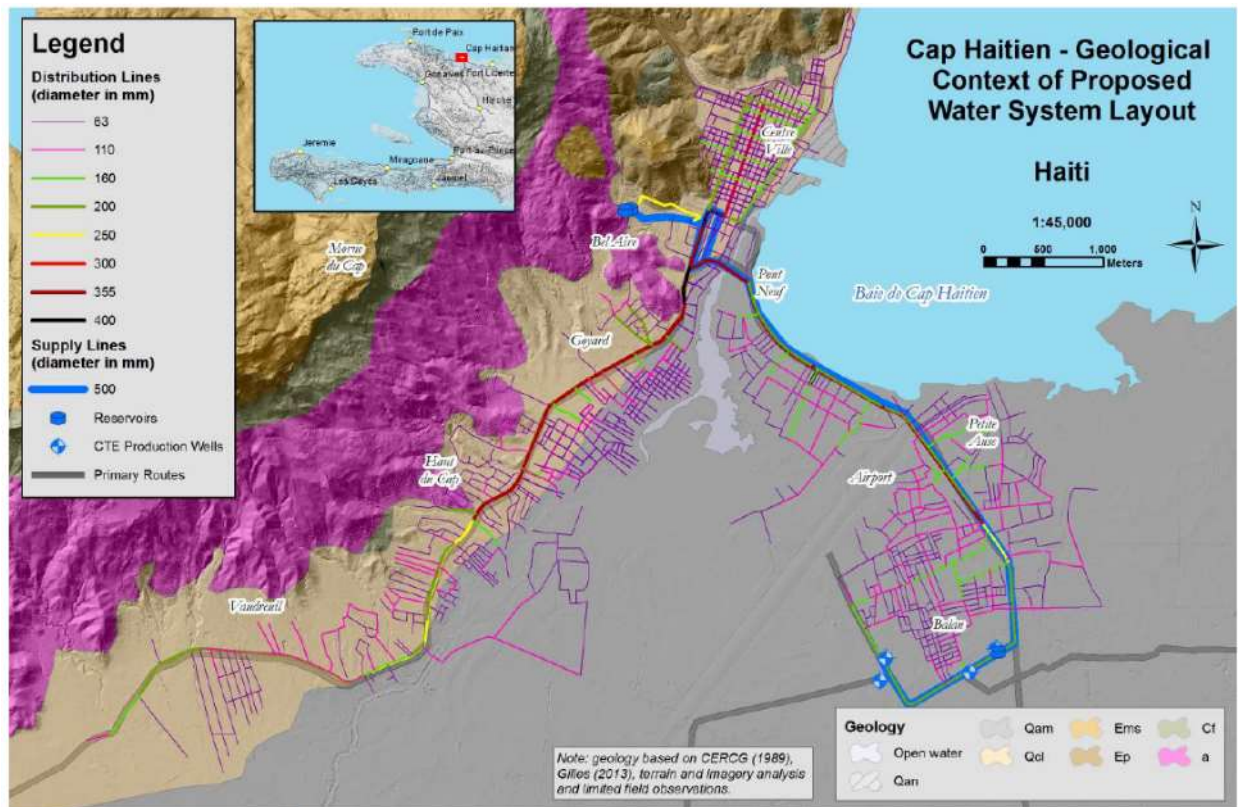 Legend
Distribution Lines
(diameter in mm)
63
110
160
200
250
300
355
400
Supply Lines
(diameter in mm)
500
Reservoirs
CTE Production Wells
Primary Routes
Port de Paix
Cap Haitian
Gonaives
Fort Liberte
Hinche
Jeremie
Miragoane
Port-au-Prince
Les Cayes
Jacmel
Cap Haitien - Geological
Context of Proposed
Water System Layout
Haiti
1:45,000
0 500 1,000
Meters
N
Centre
Ville
Morne
du Cap
Bel Aire
Pont
Neuf
Baie de Cap Haitien
Goyard
Petite
Anse
Haut
du Cap
Airport
Vaudreuil
Balan
Note: geology based on CERCG (1989),
Gilles (2013), terrain and imagery analysis
and limited field observations.
Geology
Open water
Qan
Qam
Qcl
Ems
Ep
Cf
a